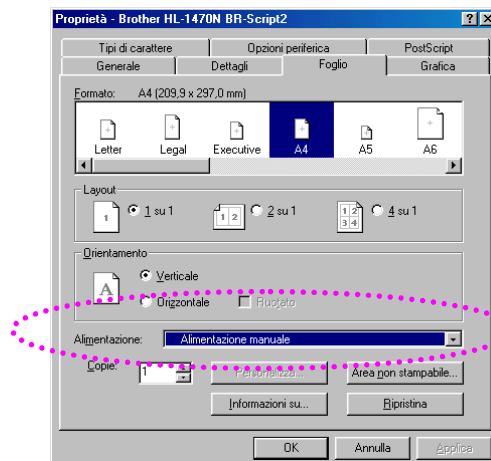 Proprietà - Brother HL-1470N BR-Script2
Tipi di carattere Opzioni periferica PostScript
Generale Dettagli Foglio Grafica
Formato: A4 (209,9 x 297,0 mm)
Letter Legal Executive A4 A5 A6
Layout
1 1 su 1 1 2 2 su 1 1 2 3 4 4 su 1
Orientamento
A Verticale
Orizzontale Ruotato
Alimentazione: Alimentazione manuale
Copie: 1 Personalizza... Area non stampabile...
Informazioni su... Ripristina
OK Annulla Applica